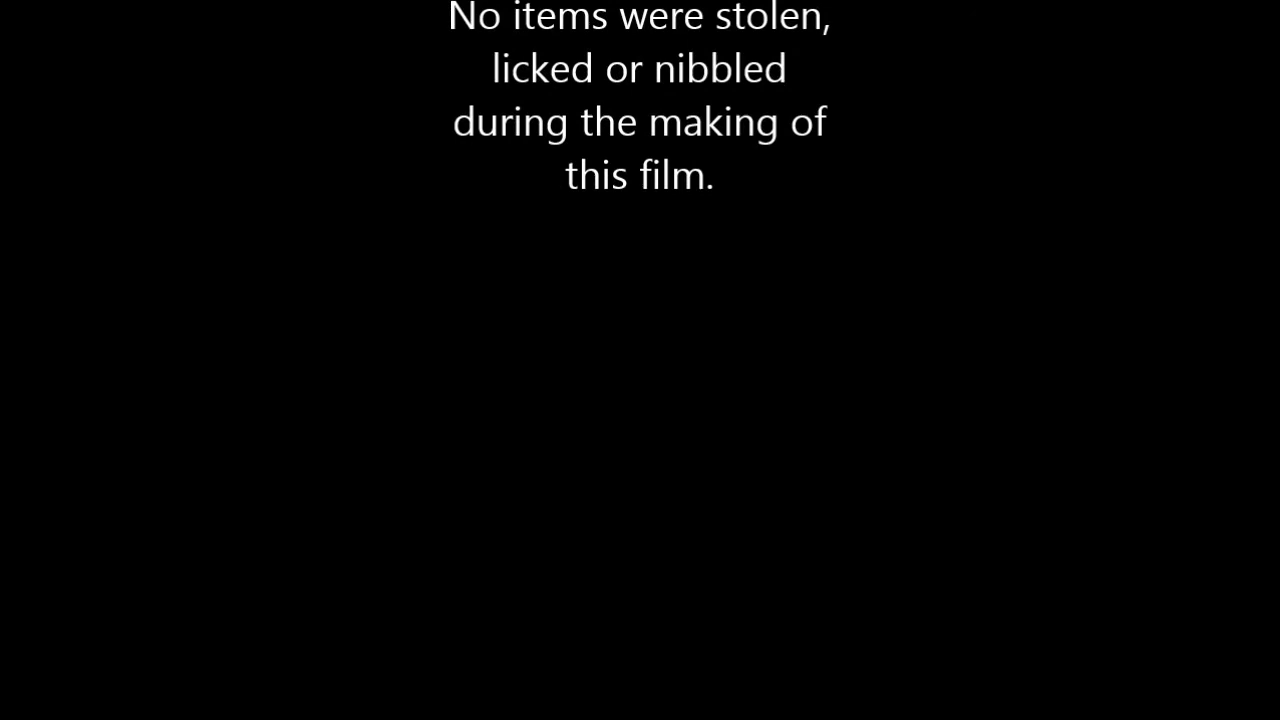 No items were stolen,
licked or nibbled
during the making of
this film.